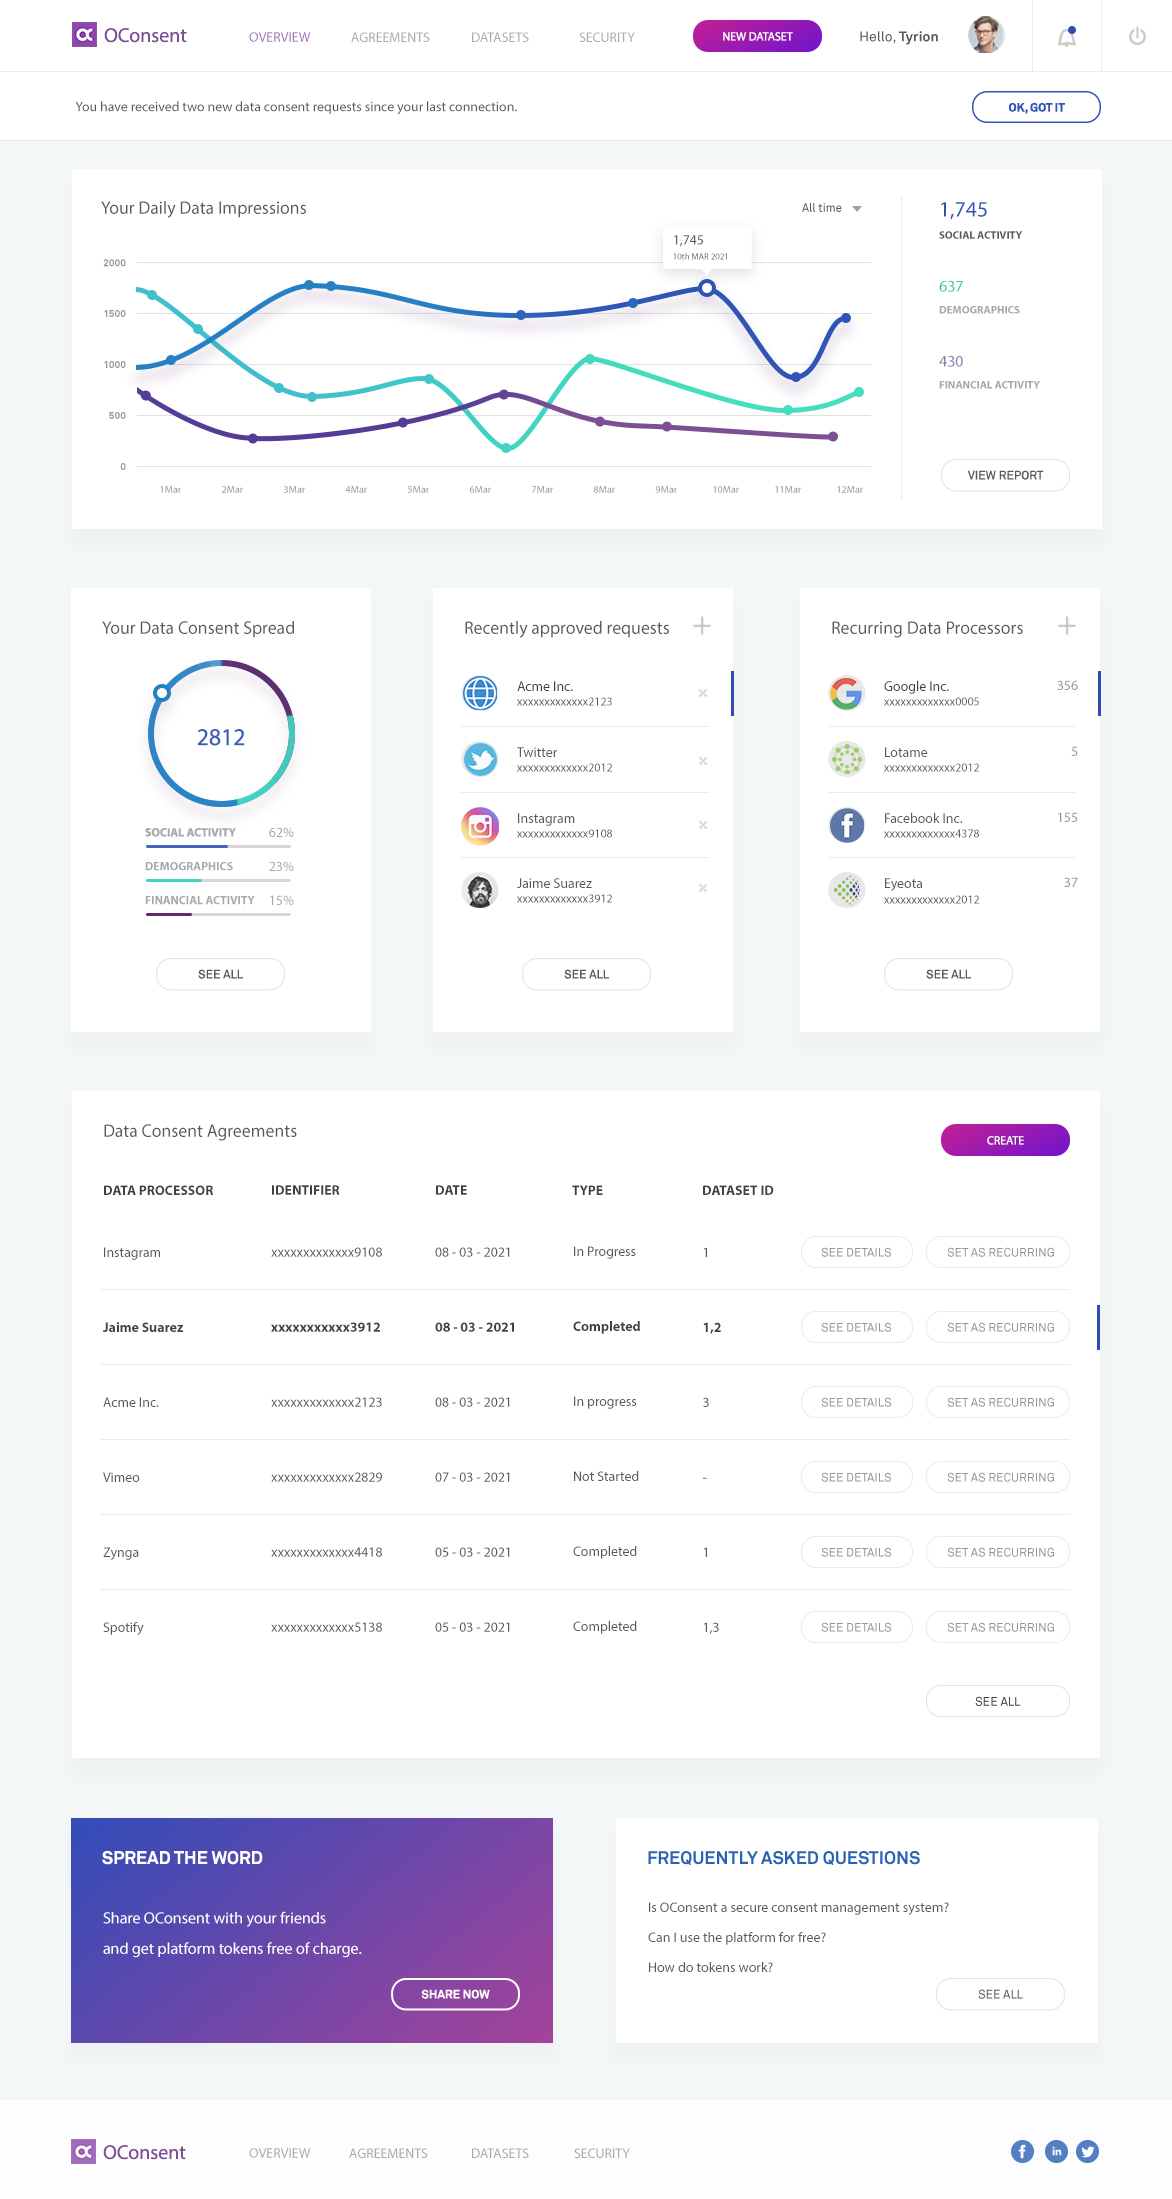 OConsent
OVERVIEW AGREEMENTS DATASETS SECURITY
NEW DATASET
Hello, Tyrion
You have received two new data consent requests since your last connection.
OK, GOT IT
Your Daily Data Impressions
All time
1,745
10th MAR 2021
2000
1500
1000
500
0
1Mar 2Mar 3Mar 4Mar 5Mar 6Mar 7Mar 8Mar 9Mar 10Mar 11Mar 12Mar
1,745
SOCIAL ACTIVITY
637
DEMOGRAPHICS
430
FINANCIAL ACTIVITY
VIEW REPORT
Your Data Consent Spread
2812
SOCIAL ACTIVITY 62%
DEMOGRAPHICS 23%
FINANCIAL ACTIVITY 15%
SEE ALL
Recently approved requests
Acme Inc.
xxxxxxxxxxxxx2123
Twitter
xxxxxxxxxxxxx2012
Instagram
xxxxxxxxxxxxx9108
Jaime Suarez
xxxxxxxxxxxxx3912
SEE ALL
Recurring Data Processors
Google Inc. 356
xxxxxxxxxxxxx0005
Lotame 5
xxxxxxxxxxxxx2012
Facebook Inc. 155
xxxxxxxxxxxxx4378
Eyeota 37
xxxxxxxxxxxxx2012
SEE ALL
Data Consent Agreements
CREATE
DATA PROCESSOR IDENTIFIER DATE TYPE DATASET ID
Instagram xxxxxxxxxxxxx9108 08 - 03 - 2021 In Progress 1 SEE DETAILS SET AS RECURRING
Jaime Suarez xxxxxxxxxxx3912 08 - 03 - 2021 Completed 1,2 SEE DETAILS SET AS RECURRING
Acme Inc. xxxxxxxxxxxxx2123 08 - 03 - 2021 In progress 3 SEE DETAILS SET AS RECURRING
Vimeo xxxxxxxxxxxxx2829 07 - 03 - 2021 Not Started - SEE DETAILS SET AS RECURRING
Zynga xxxxxxxxxxxxx4418 05 - 03 - 2021 Completed 1 SEE DETAILS SET AS RECURRING
Spotify xxxxxxxxxxxxx5138 05 - 03 - 2021 Completed 1,3 SEE DETAILS SET AS RECURRING
SEE ALL
SPREAD THE WORD
Share OConsent with your friends
and get platform tokens free of charge.
SHARE NOW
FREQUENTLY ASKED QUESTIONS
Is OConsent a secure consent management system?
Can I use the platform for free?
How do tokens work?
SEE ALL
OConsent
OVERVIEW AGREEMENTS DATASETS SECURITY